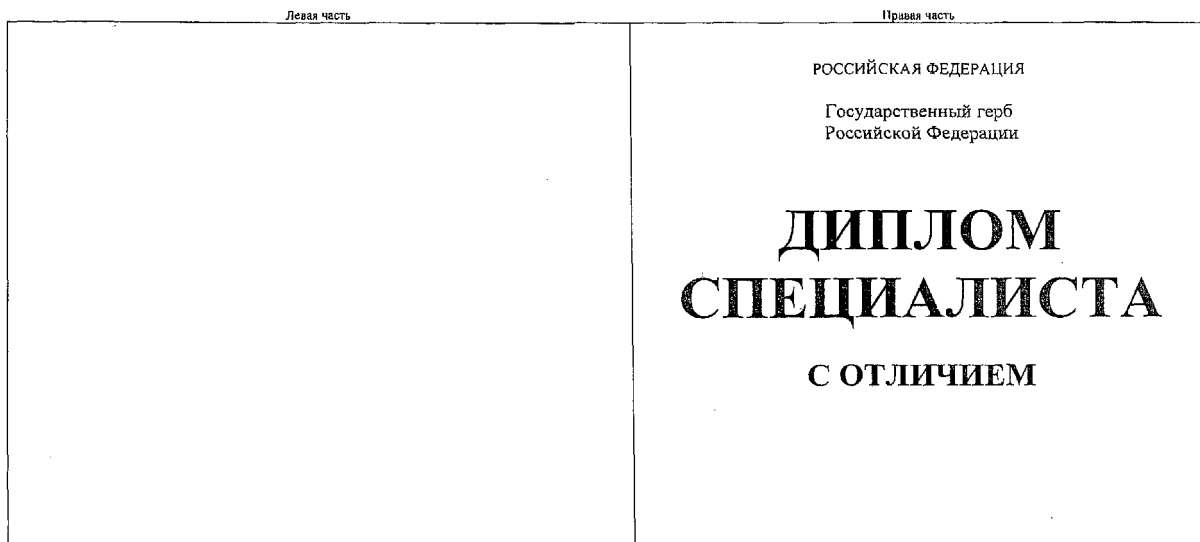 Левая часть
Правая часть
РОССИЙСКАЯ ФЕДЕРАЦИЯ
Государственный герб
Российской Федерации
ДИПЛОМ
СПЕЦИАЛИСТА
С ОТЛИЧИЕМ